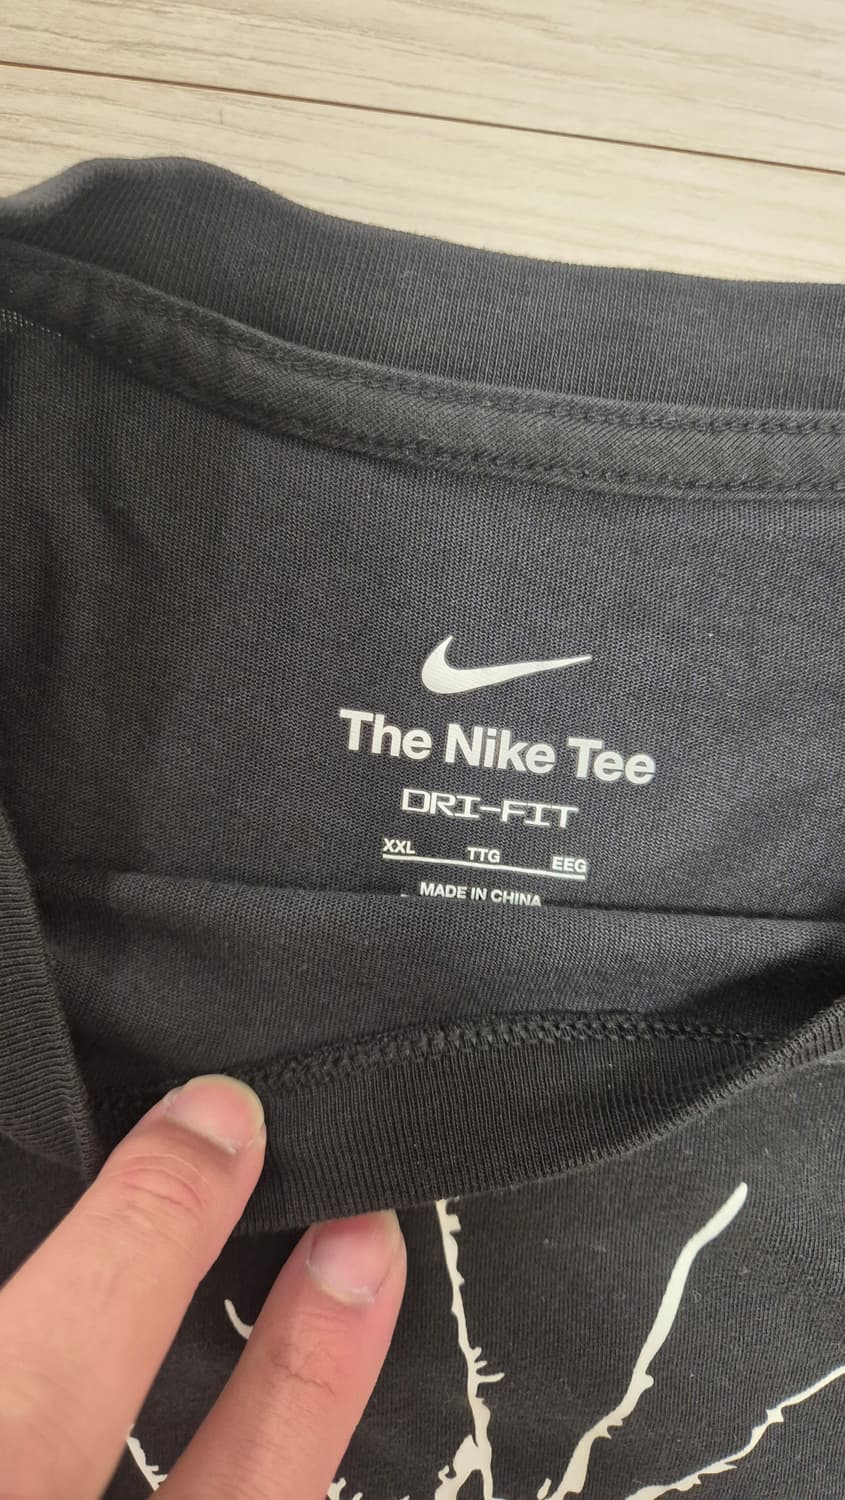 The Nike Tee
DRI-FIT
XXL TTG EEG
MADE IN CHINA